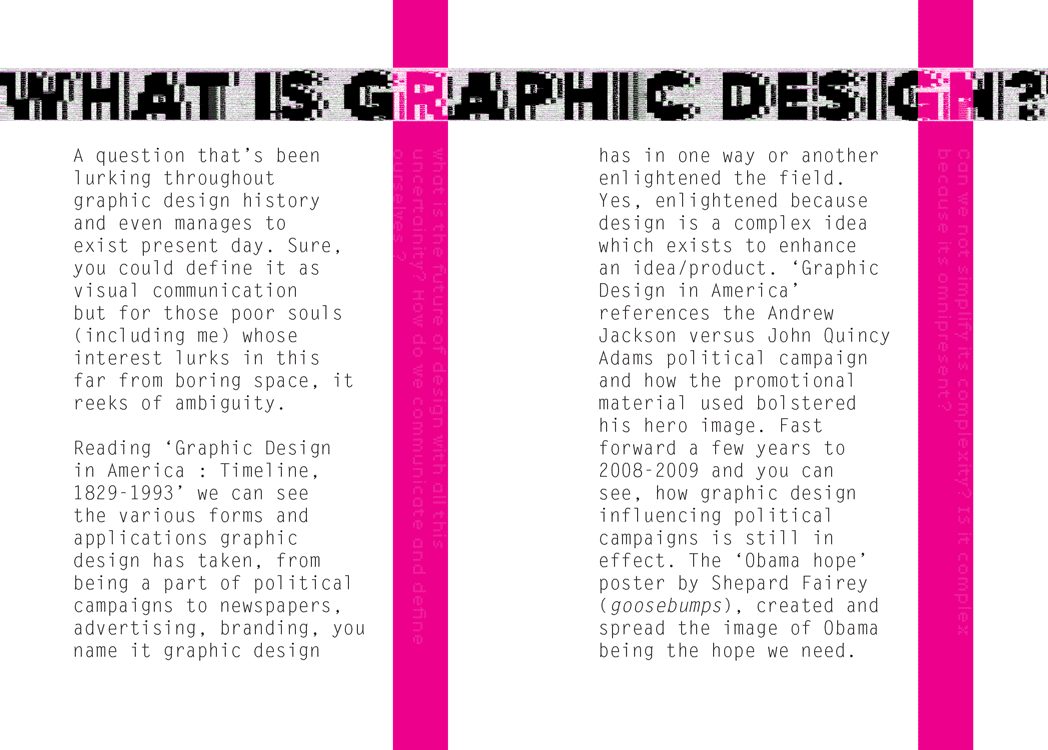 WHAT IS GRAPHIC DESIGN?
A question that’s been
lurking throughout
graphic design history
and even manages to
exist present day. Sure,
you could define it as
visual communication
but for those poor souls
(including me) whose
interest lurks in this
far from boring space, it
reeks of ambiguity.
Reading ‘Graphic Design
in America : Timeline,
1829-1993’ we can see
the various forms and
applications graphic
design has taken, from
being a part of political
campaigns to newspapers,
advertising, branding, you
name it graphic design
what is the future of design with all this
uncertainity? How do we communicate and define
ourselves ?
has in one way or another
enlightened the field.
Yes, enlightened because
design is a complex idea
which exists to enhance
an idea/product. ‘Graphic
Design in America’
references the Andrew
Jackson versus John Quincy
Adams political campaign
and how the promotional
material used bolstered
his hero image. Fast
forward a few years to
2008-2009 and you can
see, how graphic design
influencing political
campaigns is still in
effect. The ‘Obama hope’
poster by Shepard Fairey
(goosebumps), created and
spread the image of Obama
being the hope we need.
Can we not simplify its complexity? Is it complex
because its omnipresent?